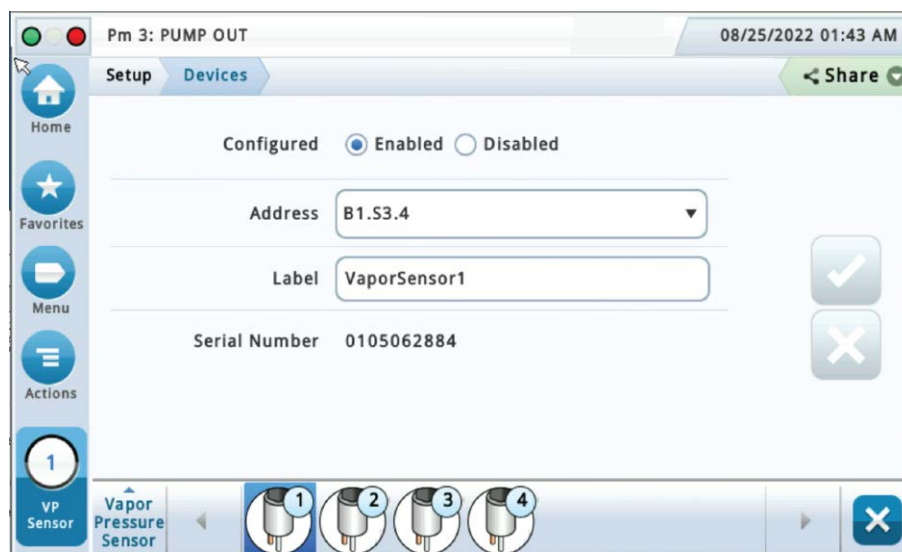 Pm 3: PUMP OUT
08/25/2022 01:43 AM
Setup
Devices
Share
Home
Favorites
Menu
Actions
1
VP
Sensor
Configured
Enabled
Disabled
Address
B1.S3.4
Label
VaporSensor1
Serial Number
0105062884
Vapor
Pressure
Sensor
1
2
3
4